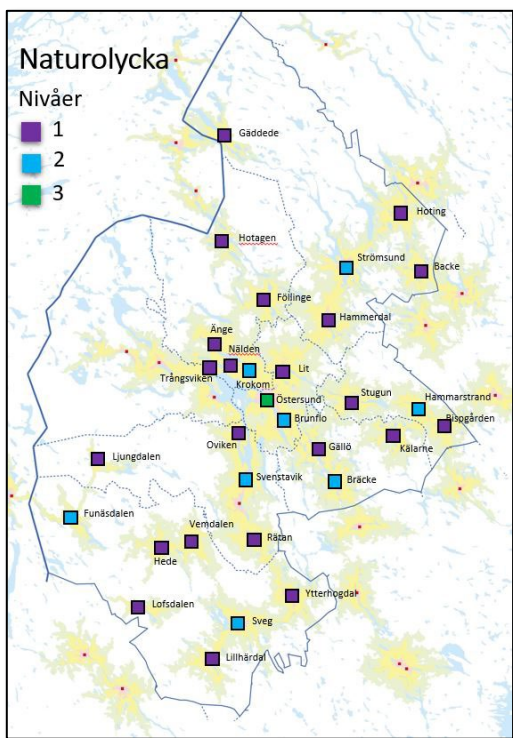 Naturolycka
Nivåer
1
2
3
Gäddede
Hoting
Hotagen
Strömsund
Backe
Föllinge
Hammerdal
Änge
Nälden
Trångsviken
Krokom
Lit
Östersund
Stugun
Hammarstrand
Brunflo
Bispgården
Oviken
Kälarne
Gällö
Ljungdalen
Svenstavik
Bräcke
Funäsdalen
Vemdalen
Rätan
Hede
Ytterhogdal
Lofsdalen
Sveg
Lillhärdal